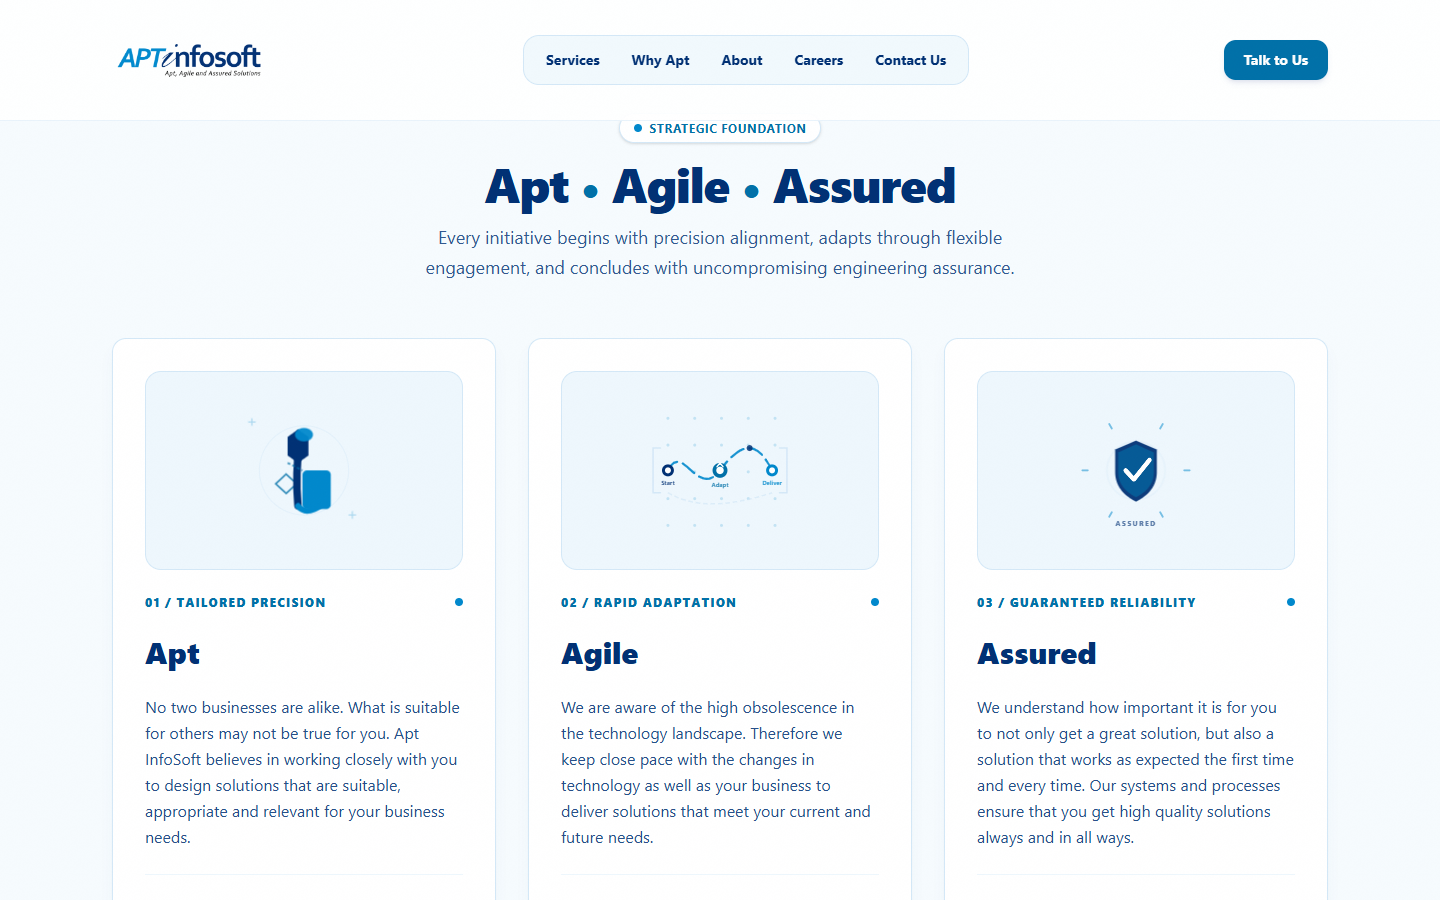 APTinfosoft
Apt, Agile and Assured Solutions
Services
Why Apt
About
Careers
Contact Us
Talk to Us
STRATEGIC FOUNDATION
Apt • Agile • Assured
Every initiative begins with precision alignment, adapts through flexible
engagement, and concludes with uncompromising engineering assurance.
Start
Adapt
Deliver
ASSURED
01 / TAILORED PRECISION
Apt
No two businesses are alike. What is suitable
for others may not be true for you. Apt
InfoSoft believes in working closely with you
to design solutions that are suitable,
appropriate and relevant for your business
needs.
02 / RAPID ADAPTATION
Agile
We are aware of the high obsolescence in
the technology landscape. Therefore we
keep close pace with the changes in
technology as well as your business to
deliver solutions that meet your current and
future needs.
03 / GUARANTEED RELIABILITY
Assured
We understand how important it is for you
to not only get a great solution, but also a
solution that works as expected the first time
and every time. Our systems and processes
ensure that you get high quality solutions
always and in all ways.